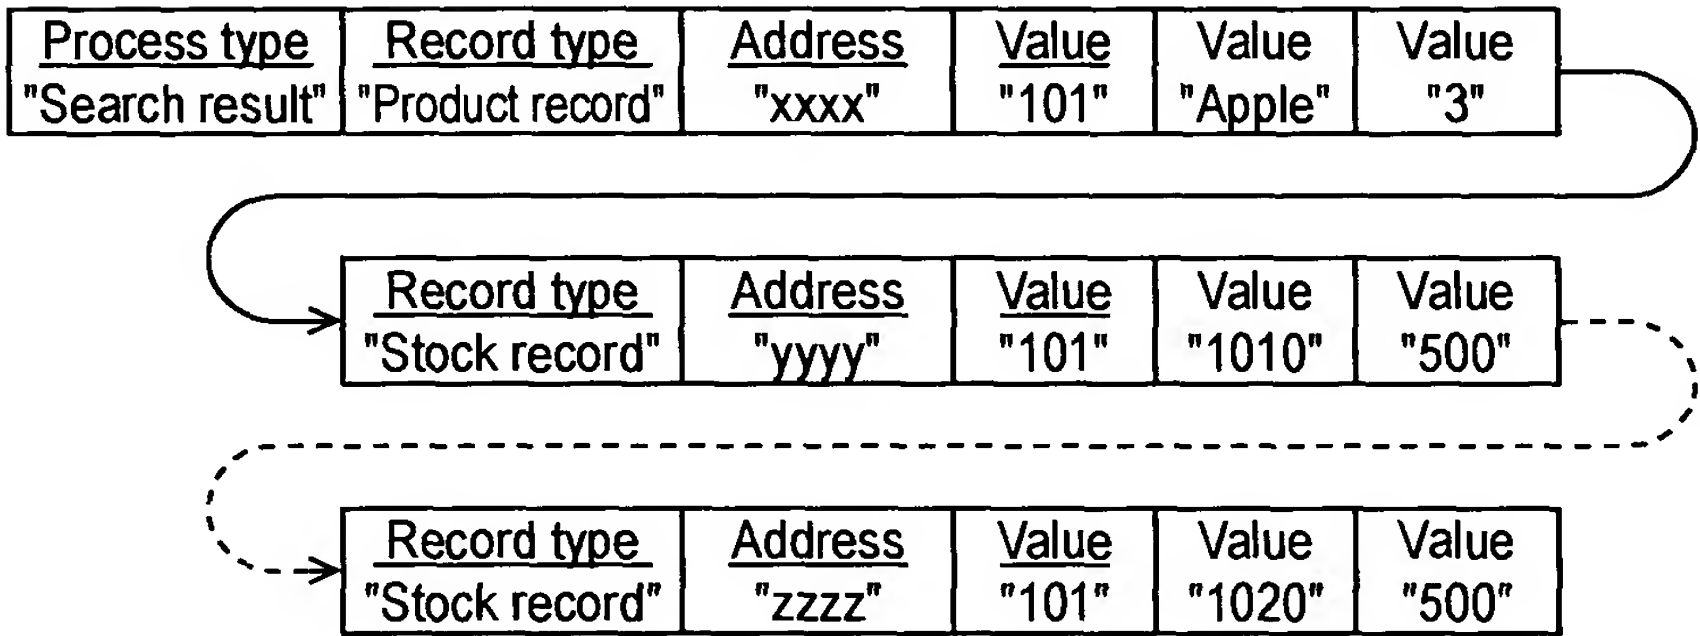 Process type Record type Address Value Value Value
"Search result" "Product record" "xxxx" "101" "Apple" "3"
Record type Address Value Value Value
"Stock record" "yyyy" "101" "1010" "500"
Record type Address Value Value Value
"Stock record" "zzzz" "101" "1020" "500"